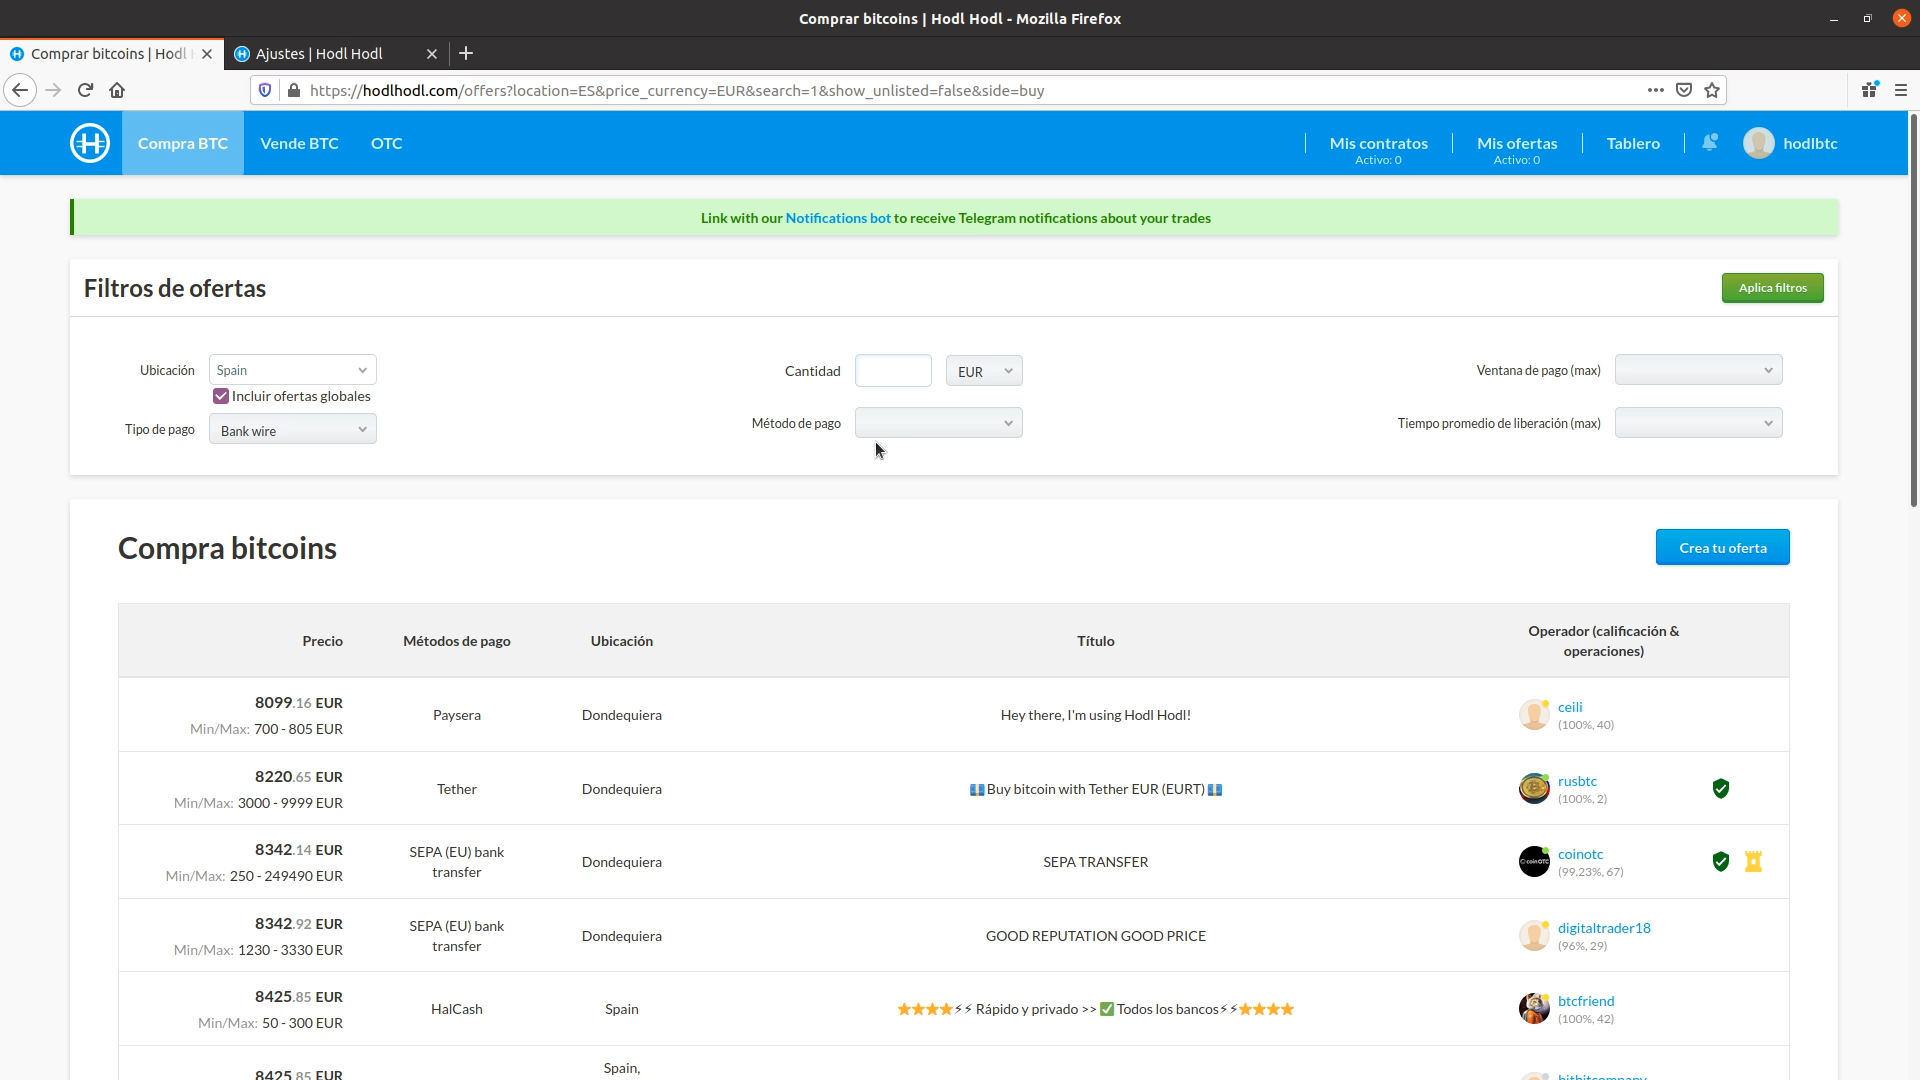 Comprar bitcoins | Hodl Hodl - Mozilla Firefox
Comprar bitcoins | Hodl
Ajustes | Hodl Hodl
https://hodlhodl.com/offers?location=ES&price_currency=EUR&search=1&show_unlisted=false&side=buy
Compra BTC
Vende BTC
OTC
Mis contratos
Activo: 0
Mis ofertas
Activo: 0
Tablero
hodlbtc
Link with our Notifications bot to receive Telegram notifications about your trades
Filtros de ofertas
Aplica filtros
Ubicación
Spain
Incluir ofertas globales
Tipo de pago
Bank wire
Cantidad
EUR
Método de pago
Ventana de pago (max)
Tiempo promedio de liberación (max)
Compra bitcoins
Crea tu oferta
Precio
Métodos de pago
Ubicación
Título
Operador (calificación &
operaciones)
8099.16 EUR
Min/Max: 700 - 805 EUR
Paysera
Dondequiera
Hey there, I'm using Hodl Hodl!
ceili
(100%, 40)
8220.65 EUR
Min/Max: 3000 - 9999 EUR
Tether
Dondequiera
💶Buy bitcoin with Tether EUR (EURT)💶
rusbtc
(100%, 2)
8342.14 EUR
Min/Max: 250 - 249490 EUR
SEPA (EU) bank
transfer
Dondequiera
SEPA TRANSFER
coinotc
(99.23%, 67)
8342.92 EUR
Min/Max: 1230 - 3330 EUR
SEPA (EU) bank
transfer
Dondequiera
GOOD REPUTATION GOOD PRICE
digitaltrader18
(96%, 29)
8425.85 EUR
Min/Max: 50 - 300 EUR
HalCash
Spain
⭐⭐⭐⭐⚡⚡ Rápido y privado >> ✅ Todos los bancos⚡⚡⭐⭐⭐⭐
btcfriend
(100%, 42)
8425.85 EUR
Spain,
bitbitcompany